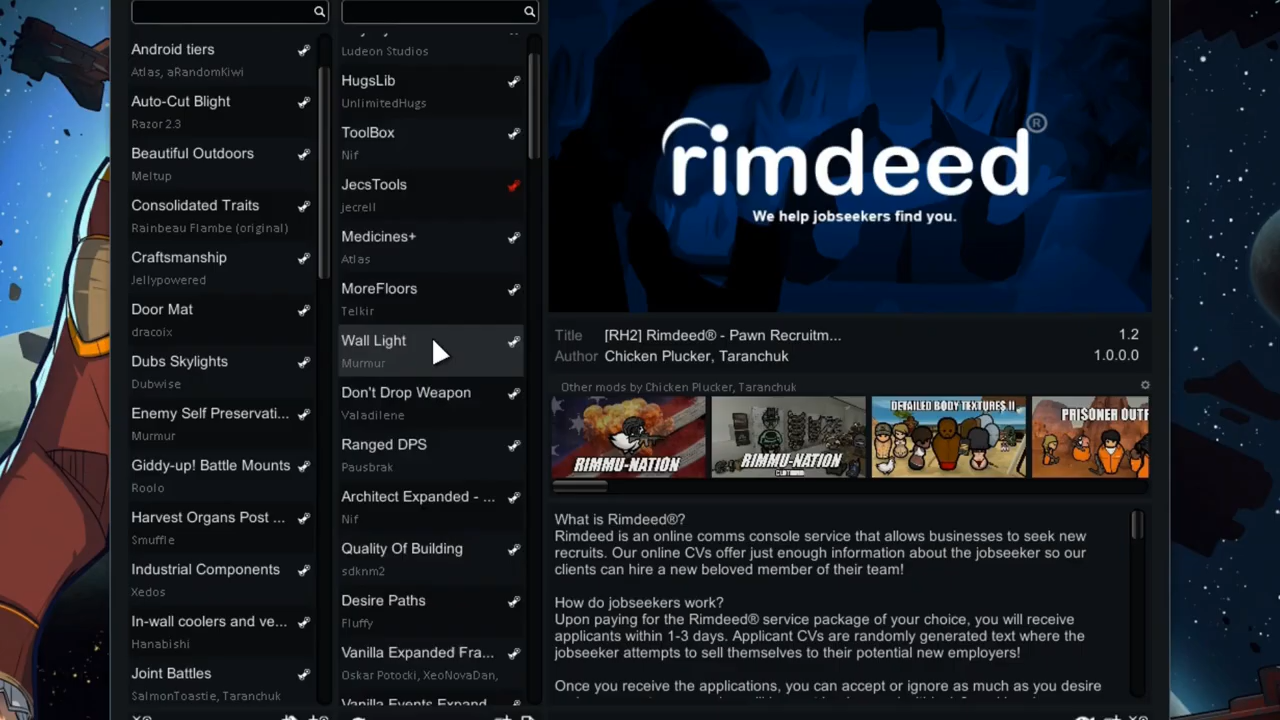 Android tiers
Atlas, aRandomKiwi
Auto-Cut Blight
Razor 2.3
Beautiful Outdoors
Meltup
Consolidated Traits
Rainbeau Flambe (original)
Craftsmanship
Jellypowered
Door Mat
dracoix
Dubs Skylights
Dubwise
Enemy Self Preservati...
Murmur
Giddy-up! Battle Mounts
Roolo
Harvest Organs Post ...
Smuffle
Industrial Components
Xedos
In-wall coolers and ve...
Hanabishi
Joint Battles
SalmonToastie, Taranchuk
Ludeon Studios
HugsLib
UnlimitedHugs
ToolBox
Nif
JecsTools
jecrell
Medicines+
Atlas
MoreFloors
Telkir
Wall Light
Murmur
Don't Drop Weapon
Valadilene
Ranged DPS
Pausbrak
Architect Expanded - ...
Nif
Quality Of Building
sdknm2
Desire Paths
Fluffy
Vanilla Expanded Fra...
Oskar Potocki, XeoNovaDan,
Vanilla Events Expand
rimdeed®
We help jobseekers find you.
Title [RH2] Rimdeed® - Pawn Recruitm... 1.2
Author Chicken Plucker, Taranchuk 1.0.0.0
Other mods by Chicken Plucker, Taranchuk
RIMMU-NATION
RIMMU-NATION
CLOTHING
DETAILED BODY TEXTURES II
PRISONER OUTF
What is Rimdeed®?
Rimdeed is an online comms console service that allows businesses to seek new
recruits. Our online CVs offer just enough information about the jobseeker so our
clients can hire a new beloved member of their team!
How do jobseekers work?
Upon paying for the Rimdeed® service package of your choice, you will receive
applicants within 1-3 days. Applicant CVs are randomly generated text where the
jobseeker attempts to sell themselves to their potential new employers!
Once you receive the applications, you can accept or ignore as much as you desire